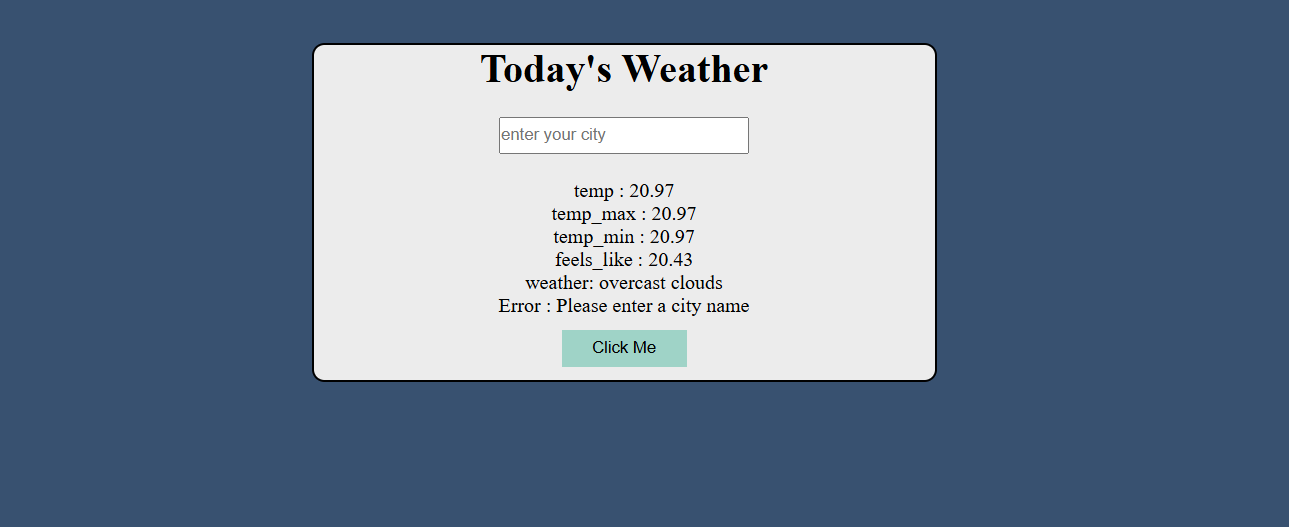 Today's Weather
enter your city
temp : 20.97
temp_max : 20.97
temp_min : 20.97
feels_like : 20.43
weather: overcast clouds
Error : Please enter a city name
Click Me